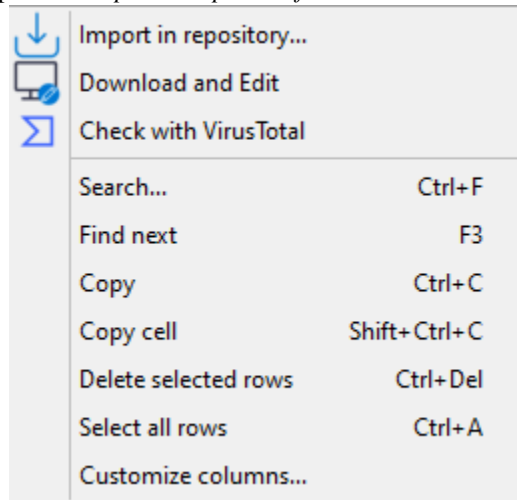 Import in repository...
Download and Edit
Check with VirusTotal
Search... Ctrl+F
Find next F3
Copy Ctrl+C
Copy cell Shift+Ctrl+C
Delete selected rows Ctrl+Del
Select all rows Ctrl+A
Customize columns...